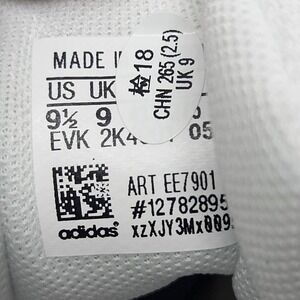 MADE I
US UK
9½ 9
EVK 2K4 05
检18
CHN 265 (2.5)
UK 9
ART EE7901
#12782895
xzXJY3Mx009
adidas